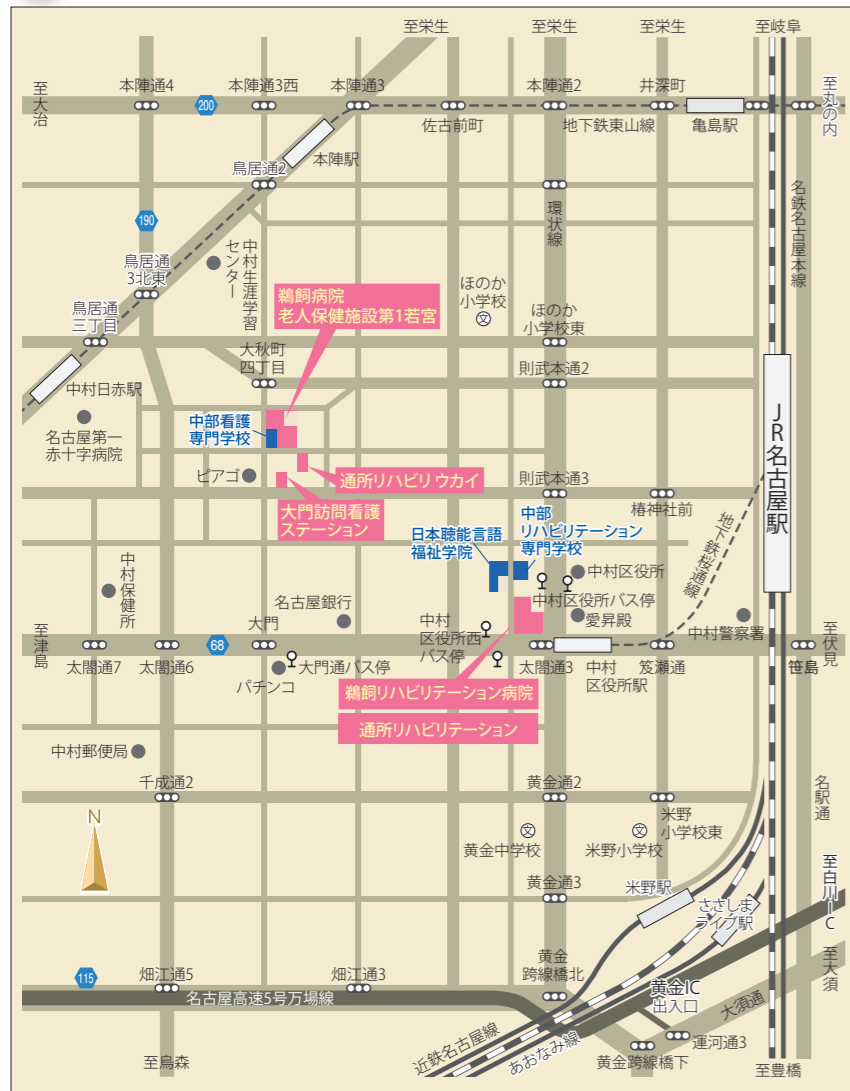 至栄生
至栄生
至栄生
至岐阜
至大治
本陣通4
本陣通3西
本陣通3
本陣通2
井深町
至丸の内
200
佐古前町
地下鉄東山線
亀島駅
本陣駅
鳥居通2
名鉄名古屋本線
190
環状線
中村生涯学習
センター
鳥居通
3北東
ほのか
小学校
文
鵜飼病院
老人保健施設第1若宮
ほのか
小学校東
鳥居通
三丁目
大秋町
四丁目
則武本通2
中村日赤駅
JR名古屋駅
名古屋第一
赤十字病院
中部看護
専門学校
ピアゴ
通所リハビリ ウカイ
則武本通3
椿神社前
大門訪問看護
ステーション
日本聴能言語
福祉学院
中部
リハビリテーション
専門学校
地下鉄桜通線
中村保健所
中村区役所
名古屋銀行
中村区役所バス停
愛昇殿
至津島
68
大門
中村
区役所西
バス停
中村警察署
至伏見
太閤通7
太閤通6
大門通バス停
太閤通3
中村
区役所駅
笈瀬通
笹島
パチンコ
鵜飼リハビリテーション病院
通所リハビリテーション
中村郵便局
千成通2
黄金通2
名駅通
N
米野
小学校東
文
文
黄金中学校
米野小学校
至白川IC
黄金通3
米野駅
ささしま
ライブ駅
115
畑江通5
畑江通3
黄金
跨線橋北
至大須
名古屋高速5号万場線
黄金IC
出入口
大須通
近鉄名古屋線
あおなみ線
運河通3
至烏森
黄金跨線橋下
至豊橋